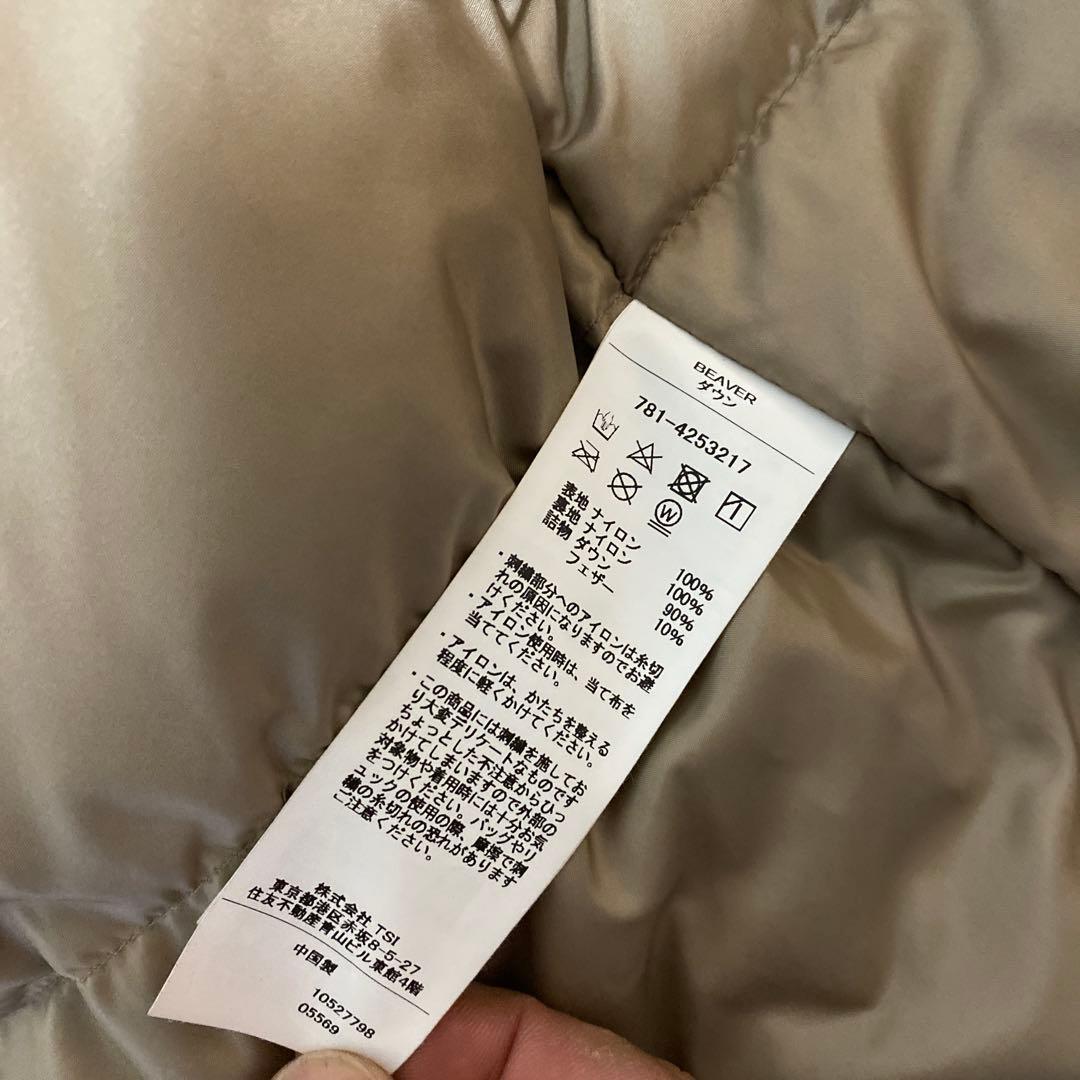 BEAVER
ダウン
781-4253217
W
表地 ナイロン 100%
裏地 ナイロン 100%
詰物 ダウン 90%
フェザー 10%
・刺繍部分へのアイロンは糸切
れの原因になりますのでお避
けください。
・アイロン使用時は、当て布を
当ててください。
・アイロンは、かたちを整える
程度に軽くかけてください。
・この商品には刺繍を施してお
り大変デリケートなものです
ちょっとした不注意からひっ
かけてしまいますので外部の
対象物や着用時には十分お気
をつけください。バッグやリ
ュックの使用の際、摩擦で刺
繍の糸切れの恐れがあります
ご注意ください。
株式会社 TSI
東京都港区赤坂8-5-27
住友不動産青山ビル東館4階
中国製
10527798
05569